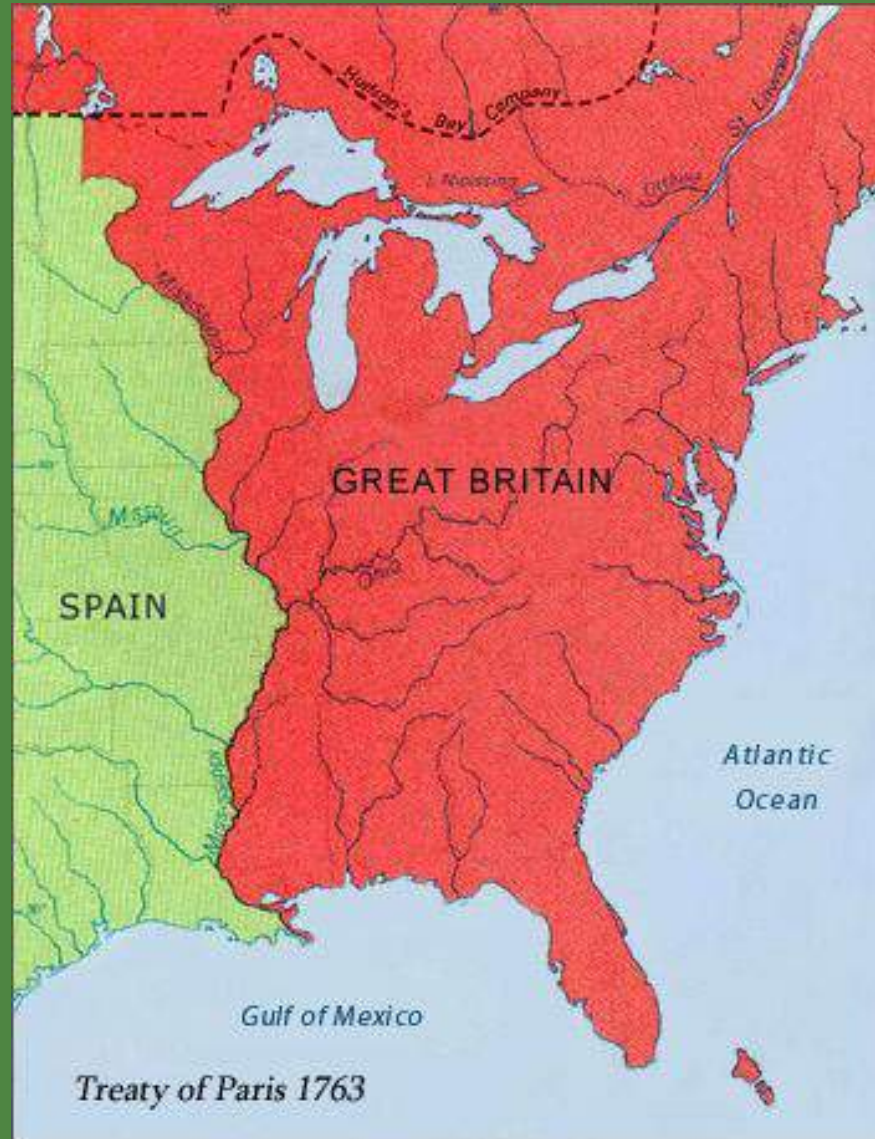 Hudson's
Bay
Company
St. Lawrence
L. Nipissing
Ottawa
Mississippi
GREAT BRITAIN
Missouri
Ohio
SPAIN
Mississippi
Atlantic
Ocean
Gulf of Mexico
Treaty of Paris 1763